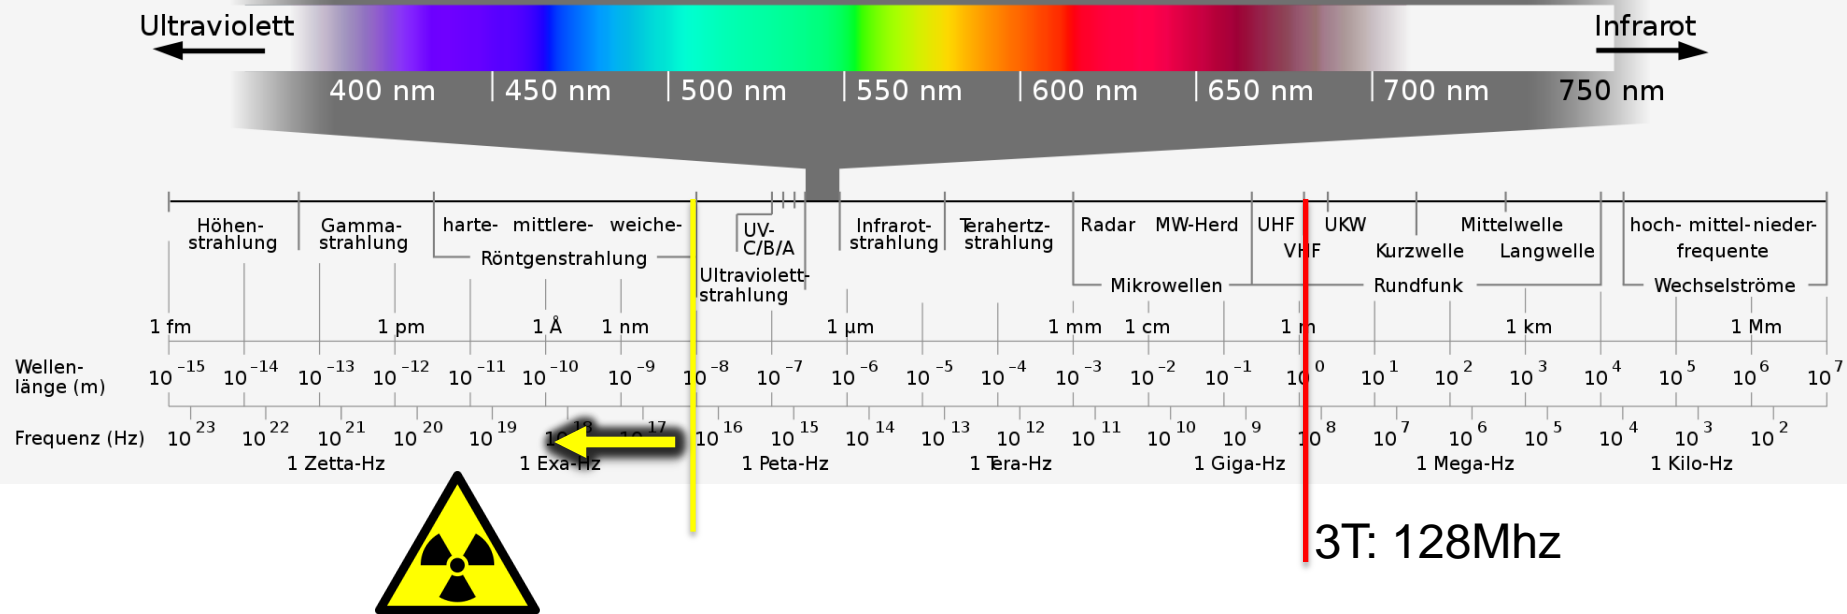 Ultraviolett
Infrarot
400 nm 450 nm 500 nm 550 nm 600 nm 650 nm 700 nm 750 nm
Höhen-
strahlung
Gamma-
strahlung
harte- mittlere- weiche-
Röntgenstrahlung
UV-
C/B/A
Ultraviolett-
strahlung
Infrarot-
strahlung
Terahertz-
strahlung
Radar MW-Herd
Mikrowellen
UHF
VHF
UKW
Kurzwelle
Mittelwelle
Langwelle
Rundfunk
hoch- mittel- nieder-
frequente
Wechselströme
1 fm 1 pm 1 Å 1 nm 1 µm 1 mm 1 cm 1 m 1 km 1 Mm
Wellen-
länge (m)
10⁻¹⁵ 10⁻¹⁴ 10⁻¹³ 10⁻¹² 10⁻¹¹ 10⁻¹⁰ 10⁻⁹ 10⁻⁸ 10⁻⁷ 10⁻⁶ 10⁻⁵ 10⁻⁴ 10⁻³ 10⁻² 10⁻¹ 10⁰ 10¹ 10² 10³ 10⁴ 10⁵ 10⁶ 10⁷
Frequenz (Hz) 10²³ 10²² 10²¹ 10²⁰ 10¹⁹ 10¹⁸ 10¹⁷ 10¹⁶ 10¹⁵ 10¹⁴ 10¹³ 10¹² 10¹¹ 10¹⁰ 10⁹ 10⁸ 10⁷ 10⁶ 10⁵ 10⁴ 10³ 10²
1 Zetta-Hz 1 Exa-Hz 1 Peta-Hz 1 Tera-Hz 1 Giga-Hz 1 Mega-Hz 1 Kilo-Hz
3T: 128Mhz